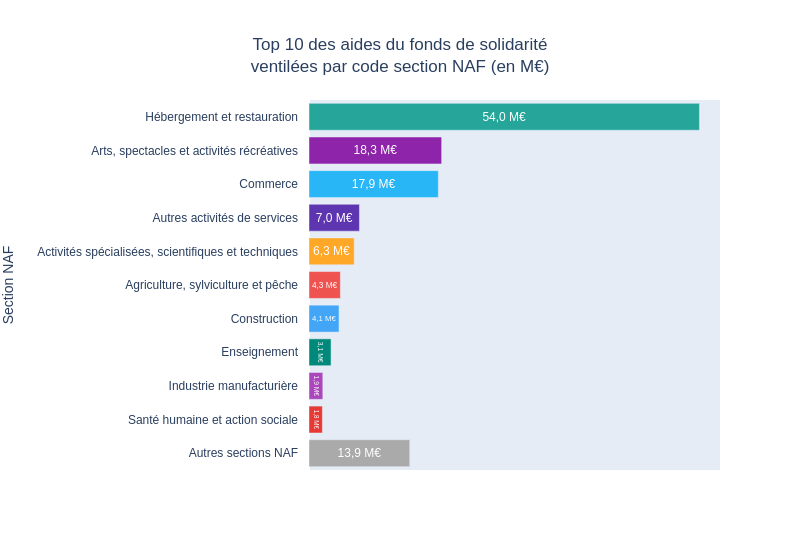 Top 10 des aides du fonds de solidarité
ventilées par code section NAF (en M€)
Section NAF
Hébergement et restauration
54,0 M€
Arts, spectacles et activités récréatives
18,3 M€
Commerce
17,9 M€
Autres activités de services
7,0 M€
Activités spécialisées, scientifiques et techniques
6,3 M€
Agriculture, sylviculture et pêche
4,3 M€
Construction
4,1 M€
Enseignement
3,1 M€
Industrie manufacturière
1,9 M€
Santé humaine et action sociale
1,8 M€
Autres sections NAF
13,9 M€